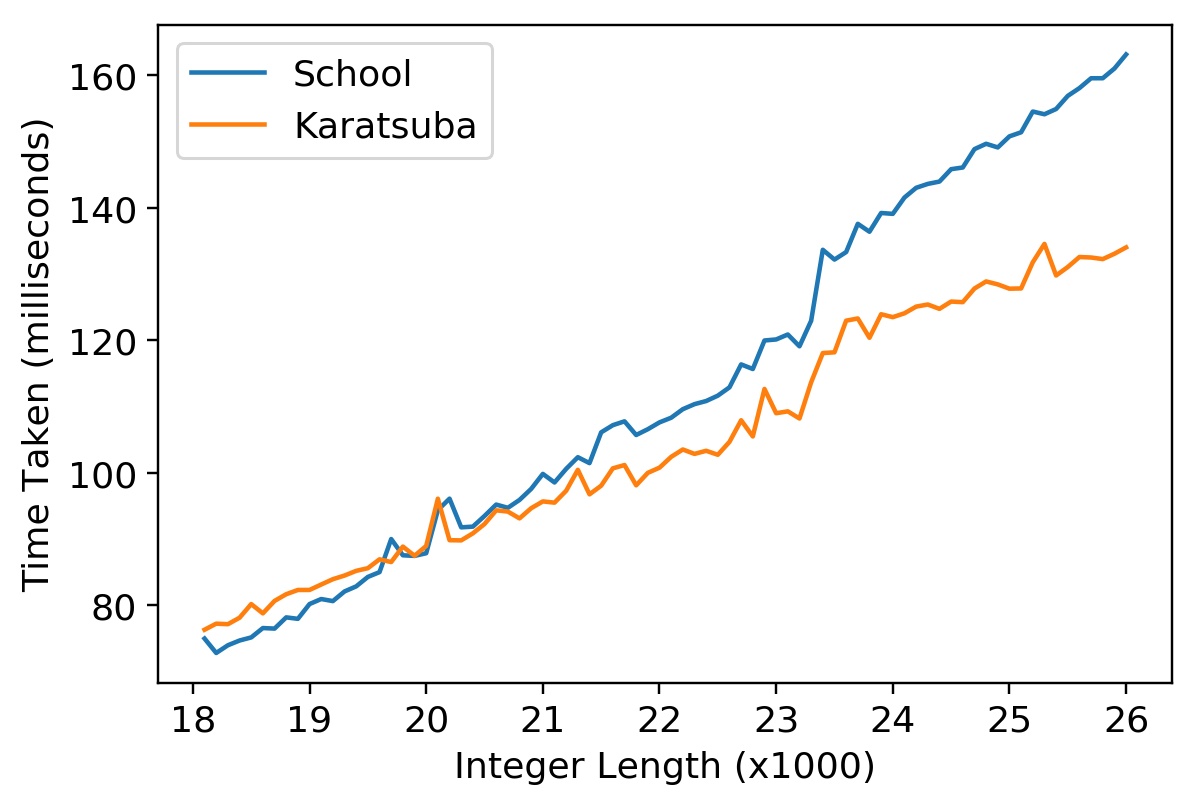 School
Karatsuba
160
140
120
100
80
Time Taken (milliseconds)
18 19 20 21 22 23 24 25 26
Integer Length (x1000)